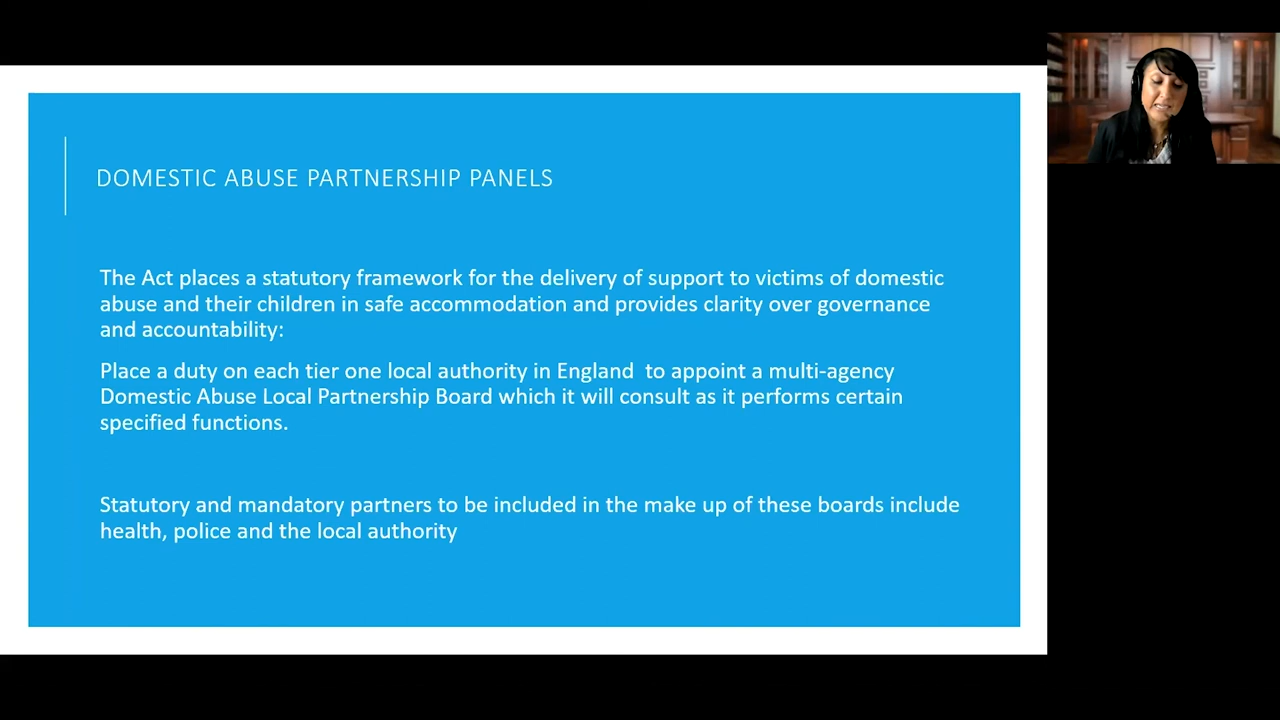 DOMESTIC ABUSE PARTNERSHIP PANELS
The Act places a statutory framework for the delivery of support to victims of domestic
abuse and their children in safe accommodation and provides clarity over governance
and accountability:
Place a duty on each tier one local authority in England  to appoint a multi-agency
Domestic Abuse Local Partnership Board which it will consult as it performs certain
specified functions.
Statutory and mandatory partners to be included in the make up of these boards include
health, police and the local authority